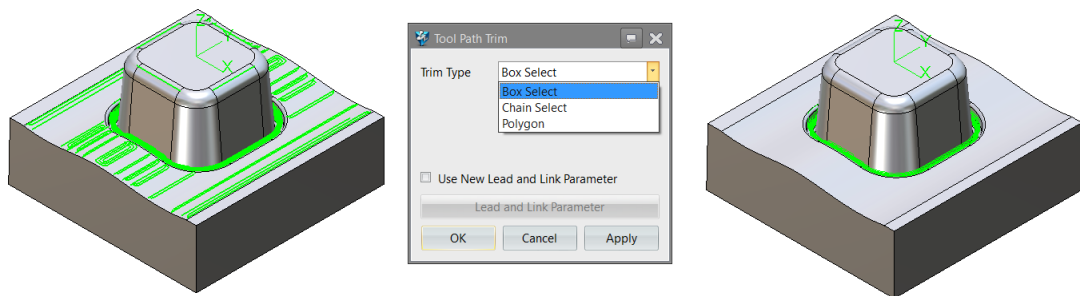 Z
Y
X
Tool Path Trim
Trim Type
Box Select
Box Select
Chain Select
Polygon
Use New Lead and Link Parameter
Lead and Link Parameter
OK Cancel Apply
Z
Y
X